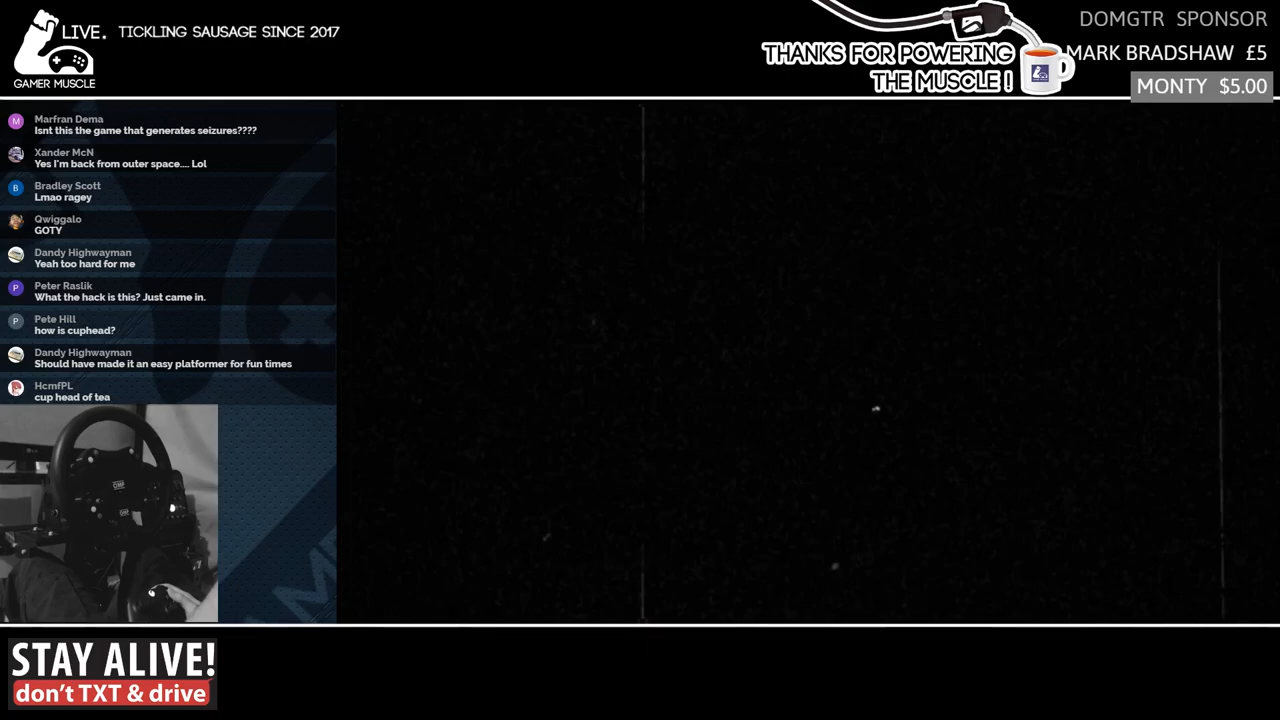 LIVE.
TICKLING SAUSAGE SINCE 2017
GAMER MUSCLE
THANKS FOR POWERING
THE MUSCLE !
DOMGTR SPONSOR
MARK BRADSHAW £5
MONTY $5.00
M
Marfran Dema
Isnt this the game that generates seizures????
Xander McN
Yes I'm back from outer space.... Lol
B
Bradley Scott
Lmao ragey
Qwiggalo
GOTY
Dandy Highwayman
Yeah too hard for me
P
Peter Raslik
What the hack is this? Just came in.
P
Pete Hill
how is cuphead?
Dandy Highwayman
Should have made it an easy platformer for fun times
HcmfPL
cup head of tea
OMP
STAY ALIVE!
don't TXT & drive